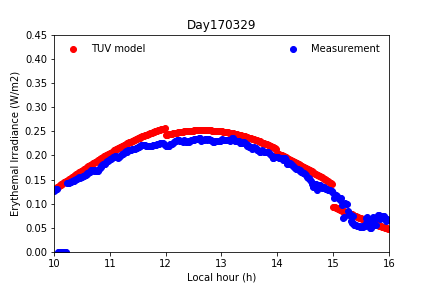 Day170329
TUV model
Measurement
Erythemal Irradiance (W/m2)
0.45
0.40
0.35
0.30
0.25
0.20
0.15
0.10
0.05
0.00
10 11 12 13 14 15 16
Local hour (h)